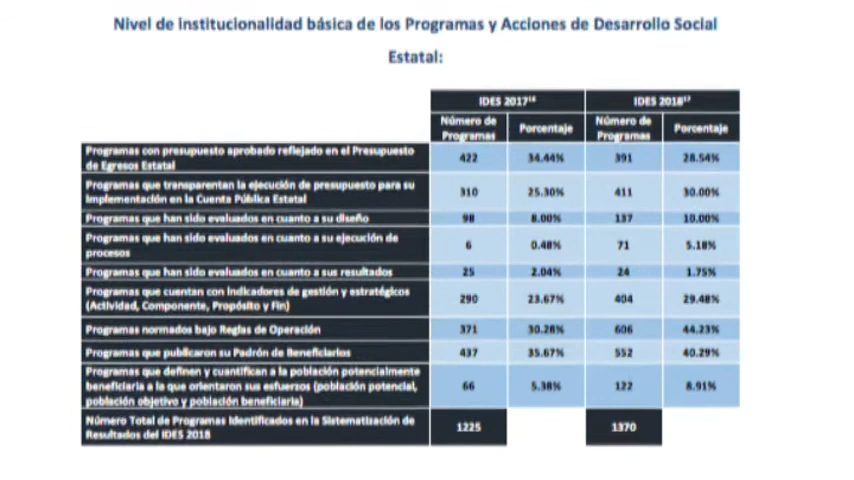 Nivel de institucionalidad básica de los Programas y Acciones de Desarrollo Social
Estatal:
IDES 2017¹⁶ IDES 2018¹⁷
Número de Programas Porcentaje Número de Programas Porcentaje
Programas con presupuesto aprobado reflejado en el Presupuesto
de Egresos Estatal 422 34.44% 391 28.54%
Programas que transparentan la ejecución de presupuesto para su
implementación en la Cuenta Pública Estatal 310 25.30% 411 30.00%
Programas que han sido evaluados en cuanto a su diseño 98 8.00% 137 10.00%
Programas que han sido evaluados en cuanto a su ejecución de
procesos 6 0.48% 71 5.18%
Programas que han sido evaluados en cuanto a sus resultados 25 2.04% 24 1.75%
Programas que cuentan con indicadores de gestión y estratégicos
(Actividad, Componente, Propósito y Fin) 290 23.67% 404 29.48%
Programas normados bajo Reglas de Operación 371 30.28% 606 44.23%
Programas que publicaron su Padrón de Beneficiarios 437 35.67% 552 40.29%
Programas que definen y cuantifican a la población potencialmente
beneficiaria a la que orientaron sus esfuerzos (población potencial,
población objetivo y población beneficiaria) 66 5.38% 122 8.91%
Número Total de Programas Identificados en la Sistematización de
Resultados del IDES 2018 1225 1370